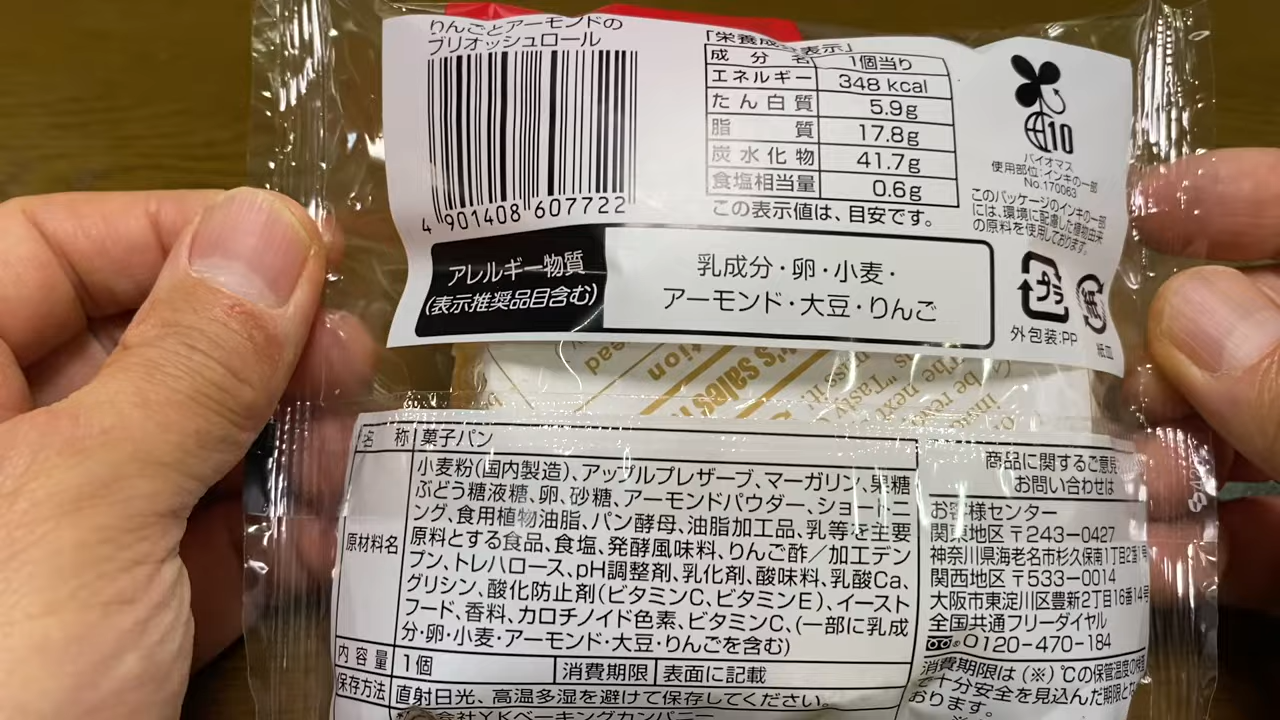 りんごとアーモンドの
ブリオッシュロール
4 901408 607722
「栄養成分表示」
成分名 1個当り
エネルギー 348 kcal
たん白質 5.9g
脂質 17.8g
炭水化物 41.7g
食塩相当量 0.6g
この表示値は、目安です。
10
バイオマス
使用部位:インキの一部
No.170063
このパッケージのインキの一部
には、環境に配慮した植物由来
の原料を使用しております。
アレルギー物質
(表示推奨品目含む)
乳成分・卵・小麦・
アーモンド・大豆・りんご
プラ
外包装:PP
紙
紙皿
名称 菓子パン
原材料名
小麦粉(国内製造)、アップルプレザーブ、マーガリン、果糖
ぶどう糖液糖、卵、砂糖、アーモンドパウダー、ショートニ
ング、食用植物油脂、パン酵母、油脂加工品、乳等を主要
原料とする食品、食塩、発酵風味料、りんご酢/加工デン
プン、トレハロース、pH調整剤、乳化剤、酸味料、乳酸Ca、
グリシン、酸化防止剤(ビタミンC、ビタミンE)、イースト
フード、香料、カロチノイド色素、ビタミンC、(一部に乳成
分・卵・小麦・アーモンド・大豆・りんごを含む)
内容量 1個 消費期限 表面に記載
保存方法 直射日光、高温多湿を避けて保存してください。
会社YKベーキングカンパニー
商品に関するご意見
お問い合わせは
お客様センター
関東地区 〒243-0427
神奈川県海老名市杉久保南1丁目2番1号
関西地区 〒533-0014
大阪市東淀川区豊新2丁目16番14号
全国共通フリーダイヤル
0120-470-184
消費期限は(※)℃の保管温度の
十分安全を見込んだ期限とな
おります。